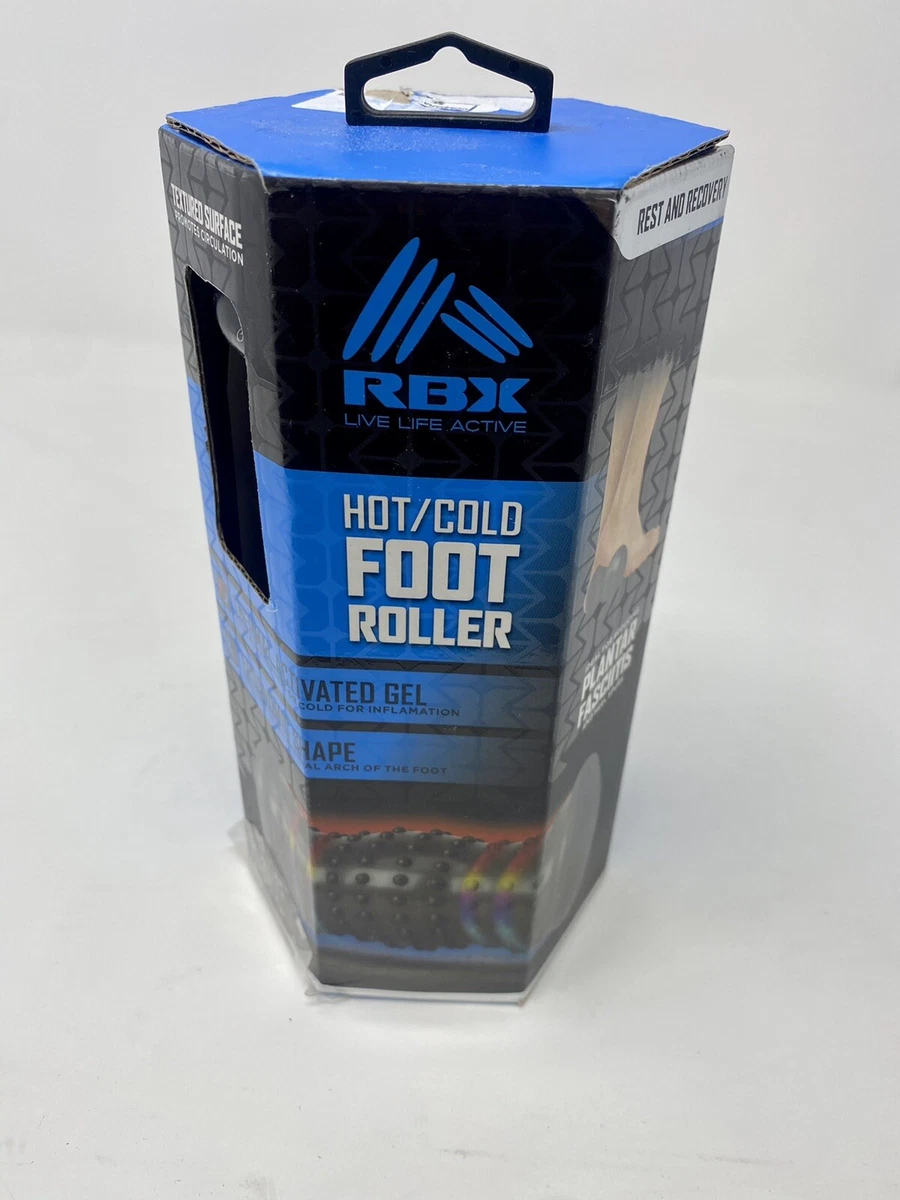 TEXTURED SURFACE
PROMOTES CIRCULATION
REST AND RECOVERY
RBX
LIVE LIFE ACTIVE
HOT/COLD
FOOT
ROLLER
VATED GEL
COLD FOR INFLAMATION
HAPE
AL ARCH OF THE FOOT
PLANTAR
FASCIITIS